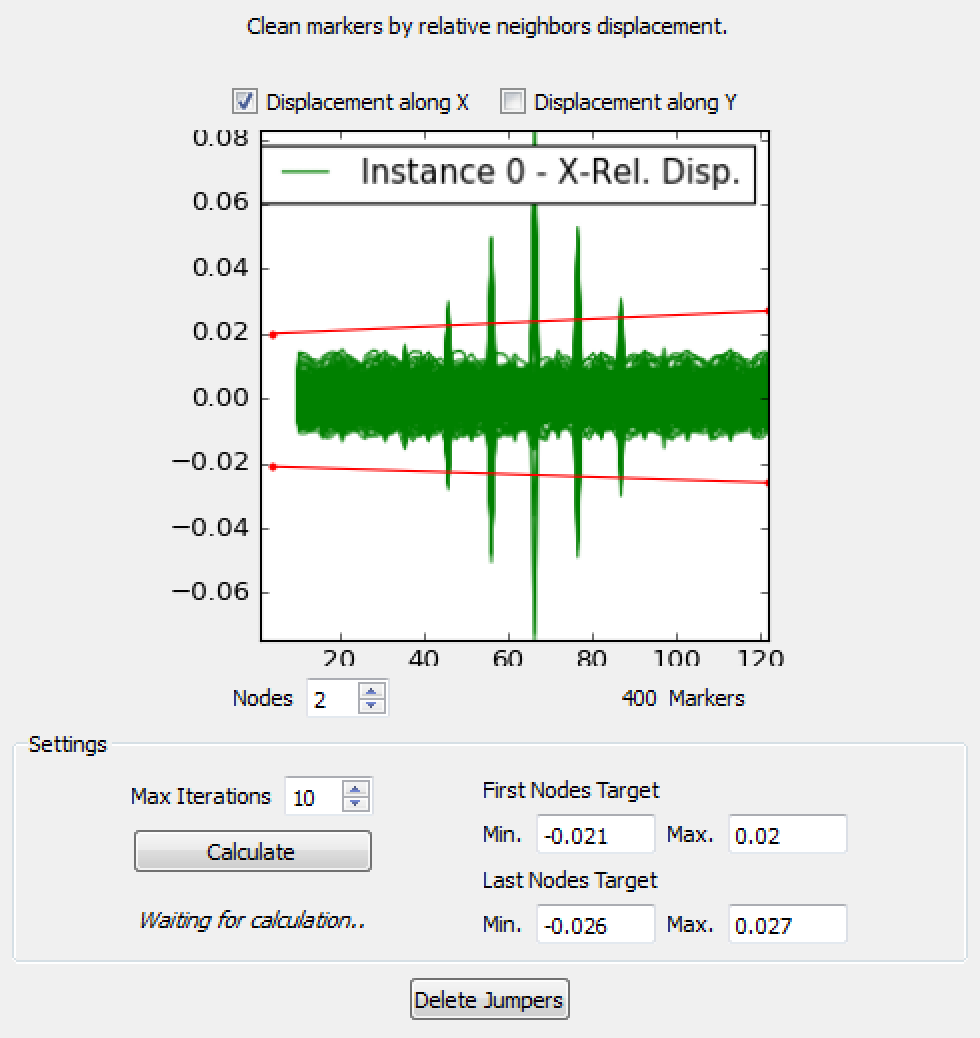 Clean markers by relative neighbors displacement.
Displacement along X Displacement along Y
0.08
Instance 0 - X-Rel. Disp.
0.06
0.04
0.02
0.00
−0.02
−0.04
−0.06
20 40 60 80 100 120
Nodes 2 400 Markers
Settings
Max Iterations 10
First Nodes Target
Min. -0.021 Max. 0.02
Calculate
Last Nodes Target
Waiting for calculation..
Min. -0.026 Max. 0.027
Delete Jumpers